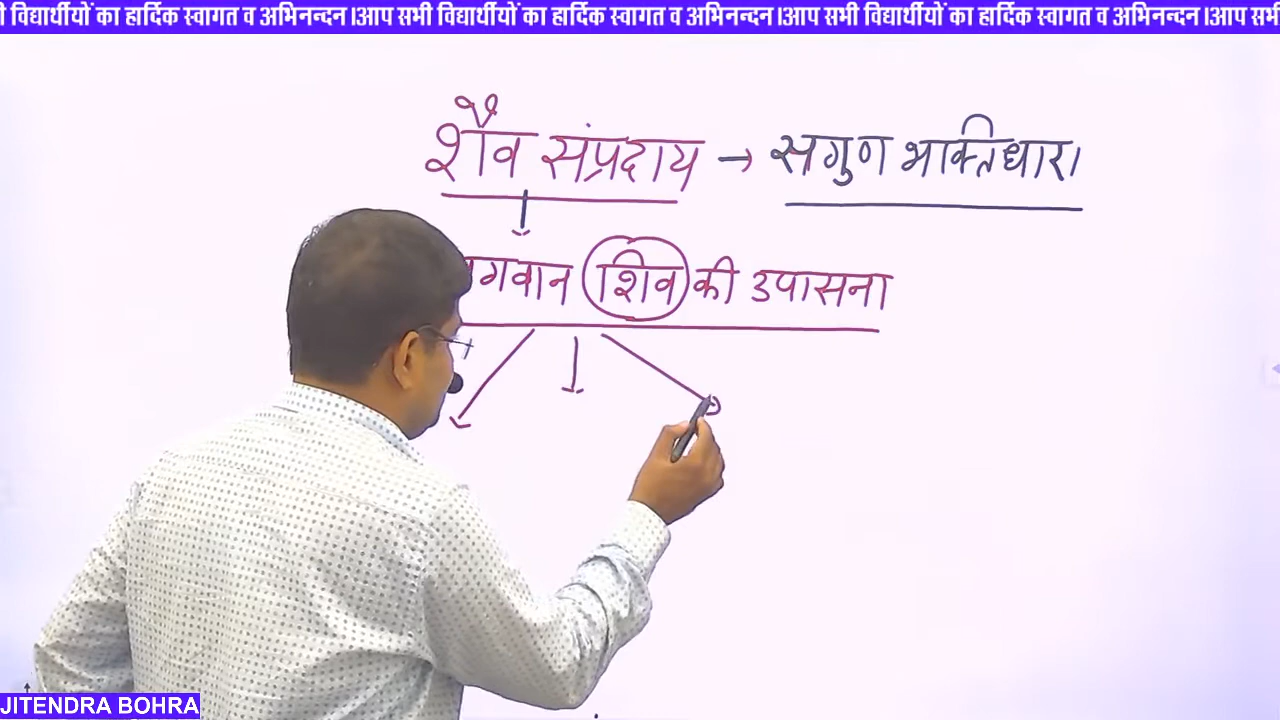 विद्यार्थीयों का हार्दिक स्वागत व अभिनन्दन।आप सभी विद्यार्थीयों का हार्दिक स्वागत व अभिनन्दन।आप सभी विद्यार्थीयों का हार्दिक स्वागत व अभिनन्दन।आप सभी
शैव संप्रदाय → सगुण भक्तिधारा
शिव की उपासना
JITENDRA BOHRA